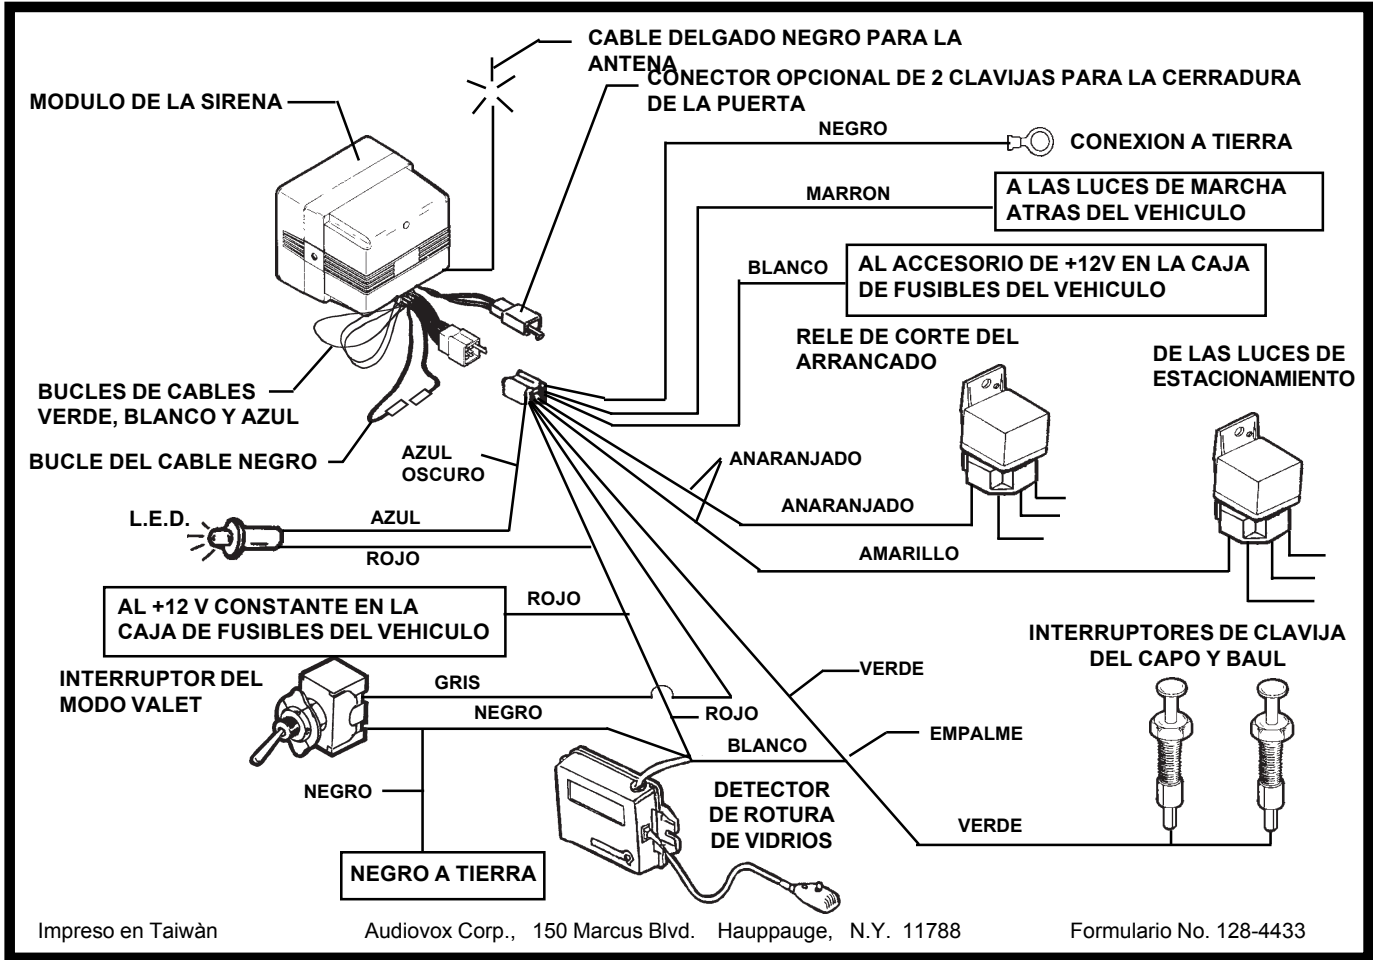 CABLE DELGADO NEGRO PARA LA
ANTENA
CONECTOR OPCIONAL DE 2 CLAVIJAS PARA LA CERRADURA
DE LA PUERTA
MODULO DE LA SIRENA
NEGRO
CONEXION A TIERRA
MARRON
A LAS LUCES DE MARCHA
ATRAS DEL VEHICULO
BLANCO
AL ACCESORIO DE +12V EN LA CAJA
DE FUSIBLES DEL VEHICULO
RELE DE CORTE DEL
ARRANCADO
DE LAS LUCES DE
ESTACIONAMIENTO
BUCLES DE CABLES
VERDE, BLANCO Y AZUL
BUCLE DEL CABLE NEGRO
AZUL
OSCURO
ANARANJADO
ANARANJADO
L.E.D.
AZUL
ROJO
AMARILLO
AL +12 V CONSTANTE EN LA
CAJA DE FUSIBLES DEL VEHICULO
ROJO
INTERRUPTORES DE CLAVIJA
DEL CAPO Y BAUL
INTERRUPTOR DEL
MODO VALET
GRIS
VERDE
NEGRO
ROJO
BLANCO
EMPALME
NEGRO
DETECTOR
DE ROTURA
DE VIDRIOS
VERDE
NEGRO A TIERRA
Impreso en Taiwàn
Audiovox Corp., 150 Marcus Blvd. Hauppauge, N.Y. 11788
Formulario No. 128-4433